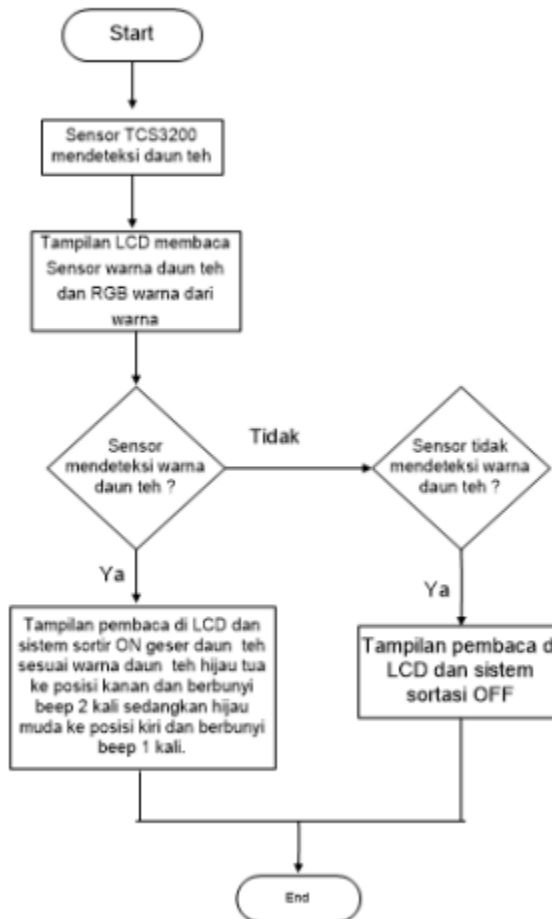 Start
Sensor TCS3200
mendeteksi daun teh
Tampilan LCD membaca
Sensor warna daun teh
dan RGB warna dari
warna
Sensor
mendeteksi warna
daun teh ?
Tidak
Sensor tidak
mendeteksi warna
daun teh ?
Ya
Ya
Tampilan pembaca di LCD dan
sistem sortir ON geser daun teh
sesuai warna daun teh hijau tua
ke posisi kanan dan berbunyi
beep 2 kali sedangkan hijau
muda ke posisi kiri dan berbunyi
beep 1 kali.
Tampilan pembaca d
LCD dan sistem
sortasi OFF
End